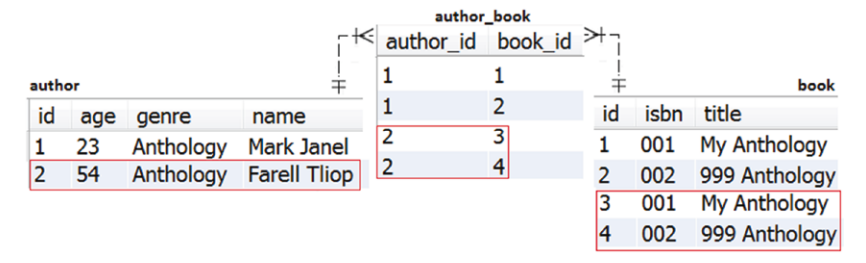 author_book
author_id book_id
1 1
1 2
2 3
2 4
author
id age genre name
1 23 Anthology Mark Janel
2 54 Anthology Farell Tliop
book
id isbn title
1 001 My Anthology
2 002 999 Anthology
3 001 My Anthology
4 002 999 Anthology